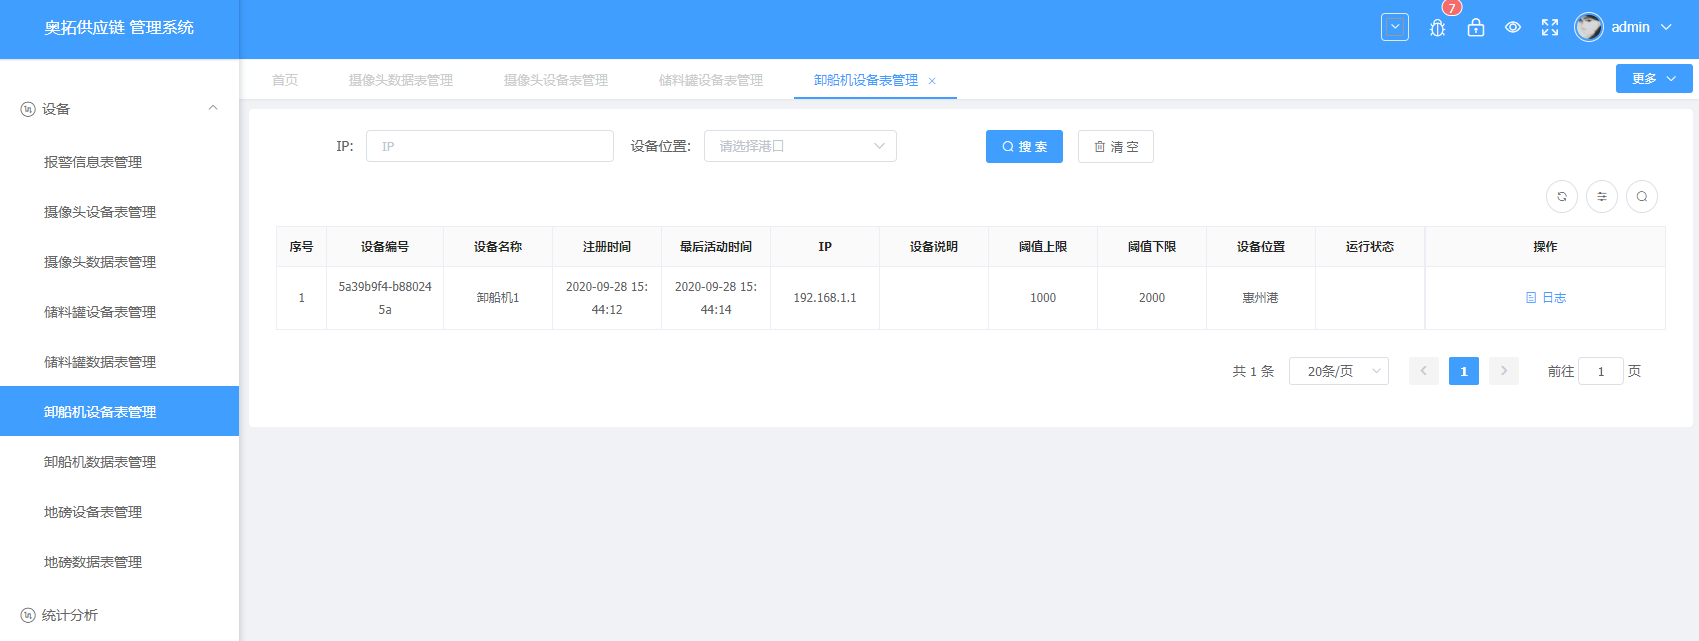 奥拓供应链 管理系统
7
admin
设备
报警信息表管理
摄像头设备表管理
摄像头数据表管理
储料罐设备表管理
储料罐数据表管理
卸船机设备表管理
卸船机数据表管理
地磅设备表管理
地磅数据表管理
统计分析
首页 摄像头数据表管理 摄像头设备表管理 储料罐设备表管理 卸船机设备表管理
更多
IP: IP 设备位置: 请选择港口 搜 索 清 空
序号 设备编号 设备名称 注册时间 最后活动时间 IP 设备说明 阈值上限 阈值下限 设备位置 运行状态 操作
1 5a39b9f4-b88024 卸船机1 2020-09-28 15: 2020-09-28 15: 192.168.1.1 1000 2000 惠州港 日志
5a 44:12 44:14
共 1 条 20条/页 1 前往 1 页